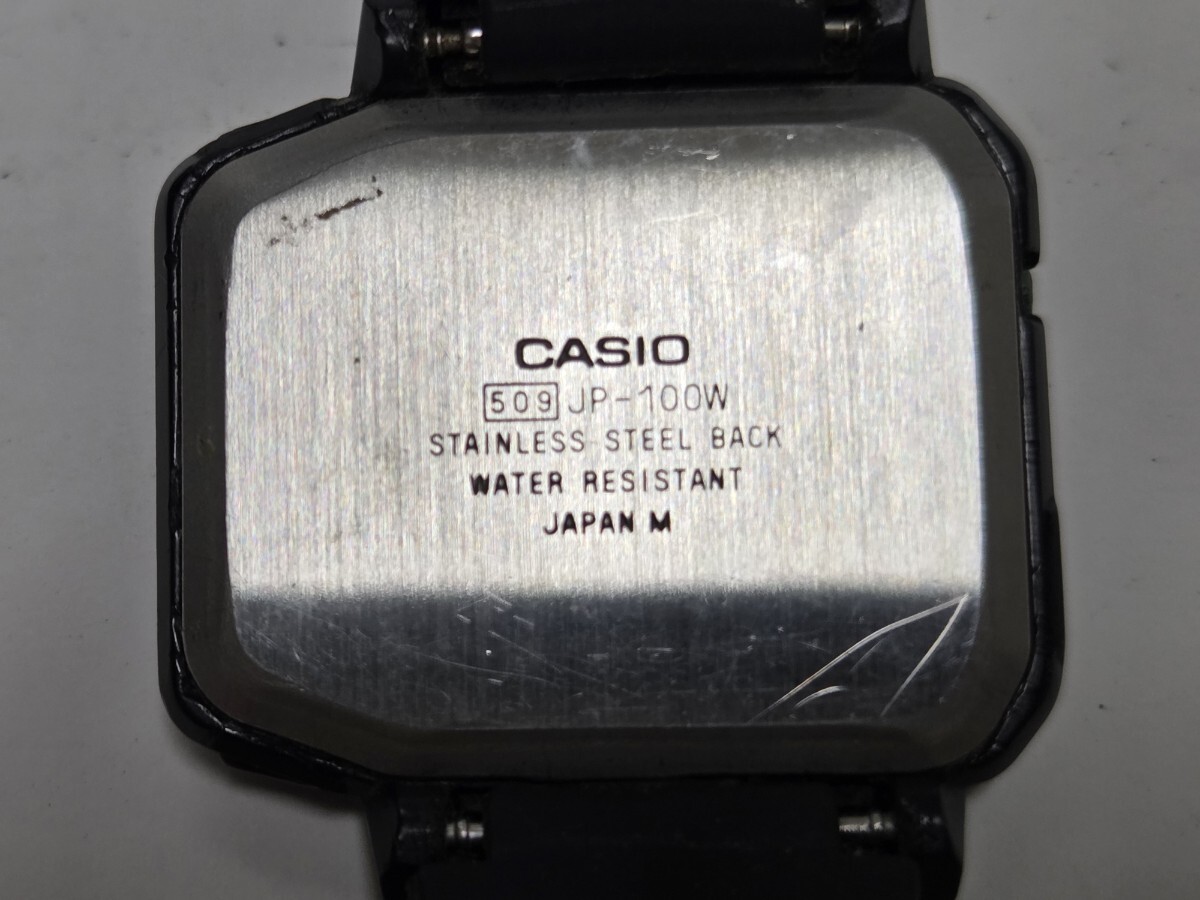 CASIO
509 JP-100W
STAINLESS STEEL BACK
WATER RESISTANT
JAPAN M